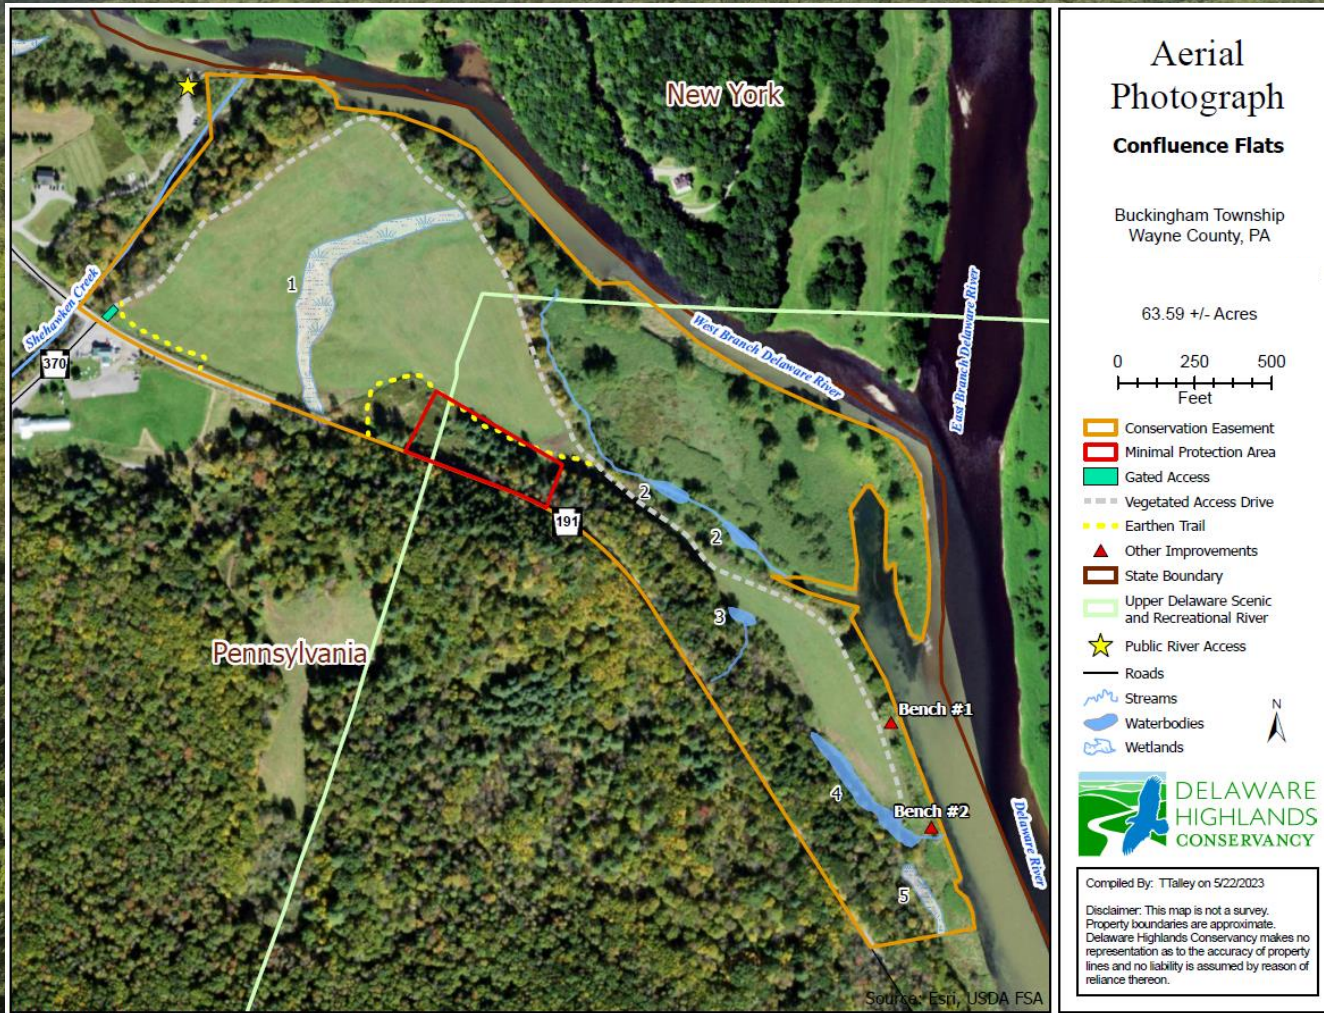 New York
Shehawken Creek
370
1
West Branch Delaware River
East Branch Delaware River
2
191
2
3
Pennsylvania
Bench #1
4
Bench #2
Delaware River
5
Source: Esri, USDA FSA
Aerial
Photograph
Confluence Flats
Buckingham Township
Wayne County, PA
63.59 +/- Acres
0 250 500
Feet
Conservation Easement
Minimal Protection Area
Gated Access
Vegetated Access Drive
Earthen Trail
Other Improvements
State Boundary
Upper Delaware Scenic
and Recreational River
Public River Access
Roads
Streams
Waterbodies
Wetlands
N
DELAWARE
HIGHLANDS
CONSERVANCY
Compiled By: TTalley on 5/22/2023
Disclaimer: This map is not a survey.
Property boundaries are approximate.
Delaware Highlands Conservancy makes no
representation as to the accuracy of property
lines and no liability is assumed by reason of
reliance thereon.